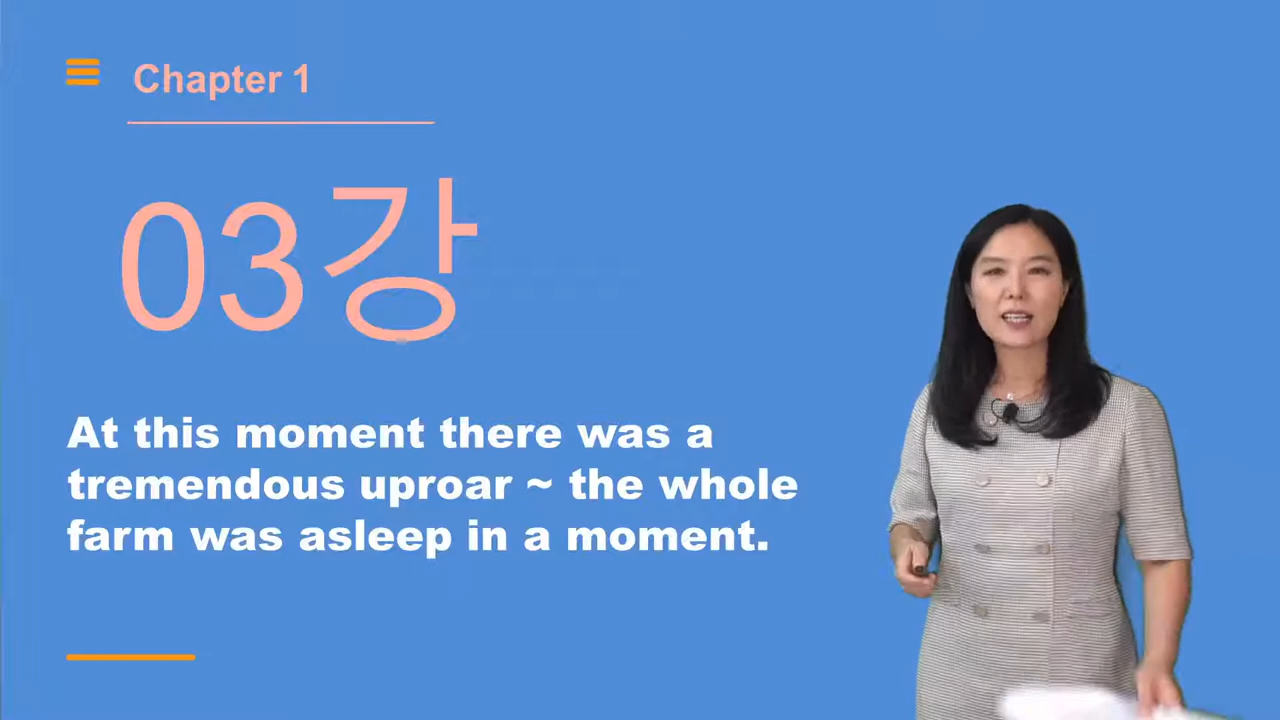 Chapter 1
03강
At this moment there was a
tremendous uproar ~ the whole
farm was asleep in a moment.